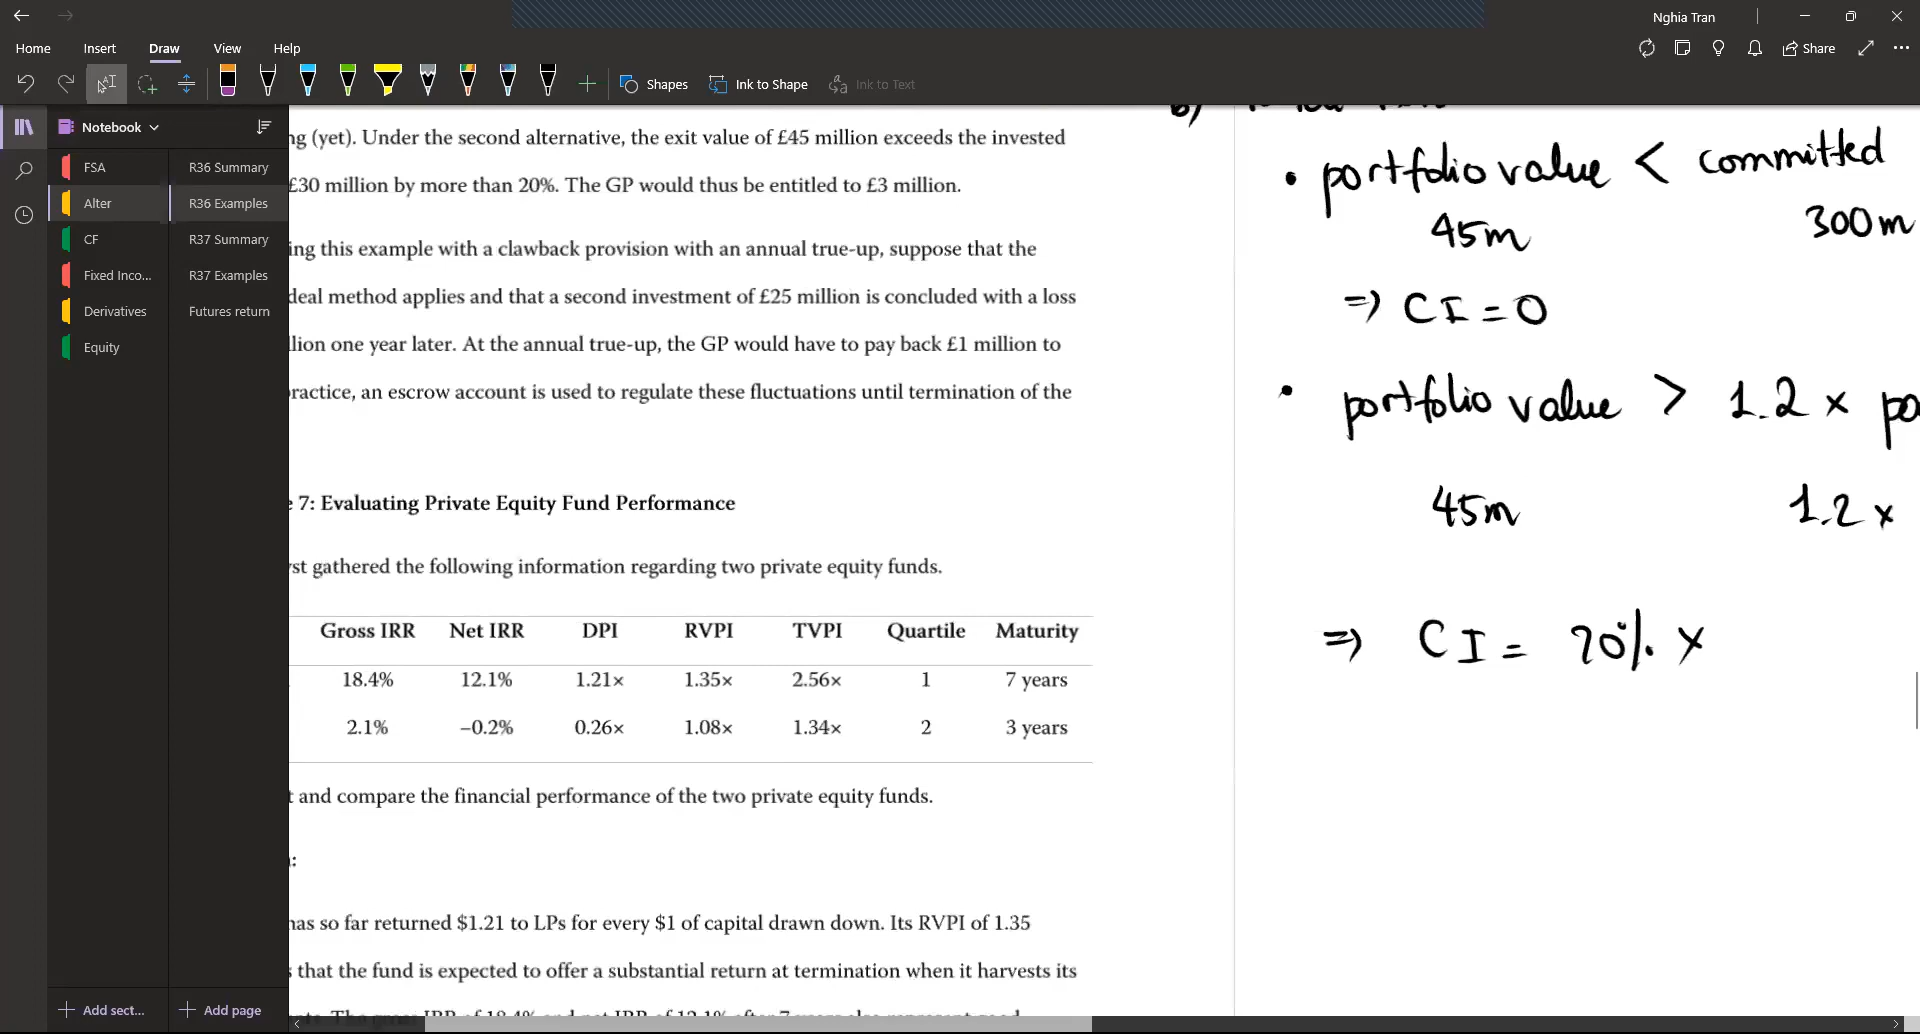 Nghia Tran
Home Insert Draw View Help
Share
Shapes Ink to Shape Ink to Text
Notebook
FSA
Alter
CF
Fixed Inco...
Derivatives
Equity
R36 Summary
R36 Examples
R37 Summary
R37 Examples
Futures return
Add sect...
Add page
ng (yet). Under the second alternative, the exit value of £45 million exceeds the invested
£30 million by more than 20%. The GP would thus be entitled to £3 million.
ing this example with a clawback provision with an annual true-up, suppose that the
deal method applies and that a second investment of £25 million is concluded with a loss
llion one year later. At the annual true-up, the GP would have to pay back £1 million to
practice, an escrow account is used to regulate these fluctuations until termination of the
e 7: Evaluating Private Equity Fund Performance
yst gathered the following information regarding two private equity funds.
Gross IRR Net IRR DPI RVPI TVPI Quartile Maturity
18.4% 12.1% 1.21× 1.35× 2.56× 1 7 years
2.1% −0.2% 0.26× 1.08× 1.34× 2 3 years
t and compare the financial performance of the two private equity funds.
has so far returned $1.21 to LPs for every $1 of capital drawn down. Its RVPI of 1.35
s that the fund is expected to offer a substantial return at termination when it harvests its
b)
• portfolio value < committed
45m 300m
=> CI = 0
• portfolio value > 1.2 × po
45m 1.2 ×
=> CI = 20% ×